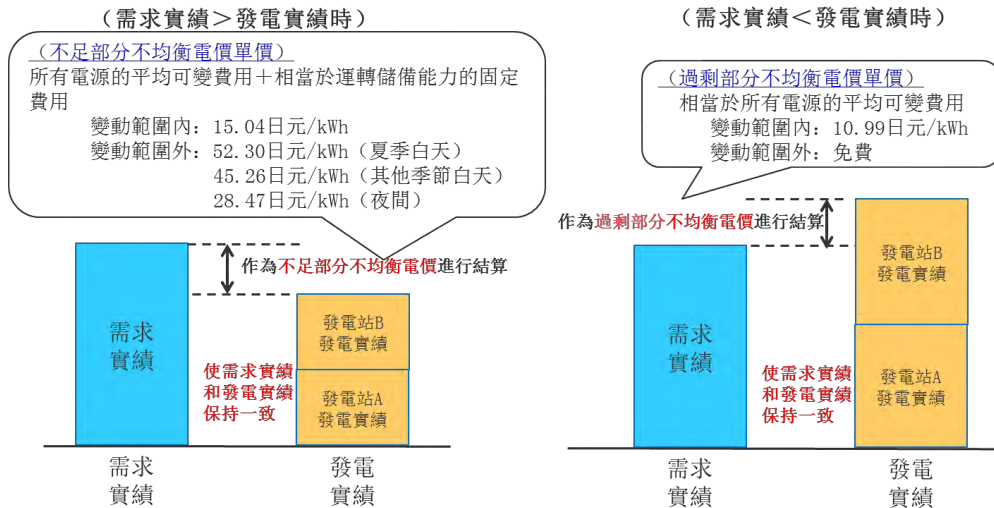 (需求實績＞發電實績時)
（不足部分不均衡電價單價）
所有電源的平均可變費用＋相當於運轉儲備能力的固定
費用
變動範圍內: 15.04日元/kWh
變動範圍外: 52.30日元/kWh（夏季白天）
45.26日元/kWh（其他季節白天）
28.47日元/kWh（夜間）
作為不足部分不均衡電價進行結算
需求
實績
發電站B
發電實績
使需求實績
和發電實績
保持一致
發電站A
發電實績
需求
實績
發電
實績
(需求實績＜發電實績時)
（過剩部分不均衡電價單價）
相當於所有電源的平均可變費用
變動範圍內: 10.99日元/kWh
變動範圍外: 免費
作為過剩部分不均衡電價進行結算
發電站B
發電實績
需求
實績
使需求實績
和發電實績
保持一致
發電站A
發電實績
需求
實績
發電
實績